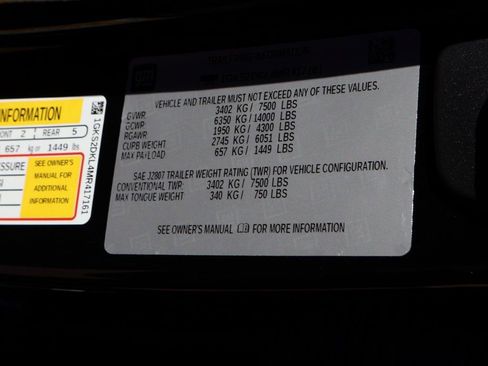 INFORMATION
ONT 2 REAR 5
657 kg or 1449 lbs
ESSURE
SEE OWNER'S
MANUAL FOR
ADDITIONAL
INFORMATION
1GKS2DKL4MR417161
TRAILERING INFORMATION
VEHICLE AND TRAILER MUST NOT EXCEED ANY OF THESE VALUES.
GVWR: 3402 KG / 7500 LBS
GCWR: 6350 KG / 14000 LBS
RGAWR: 1950 KG / 4300 LBS
CURB WEIGHT 2745 KG / 6051 LBS
MAX PAYLOAD 657 KG / 1449 LBS
SAE J2807 TRAILER WEIGHT RATING (TWR) FOR VEHICLE CONFIGURATION.
CONVENTIONAL TWR: 3402 KG / 7500 LBS
MAX TONGUE WEIGHT: 340 KG / 750 LBS
SEE OWNER'S MANUAL FOR MORE INFORMATION